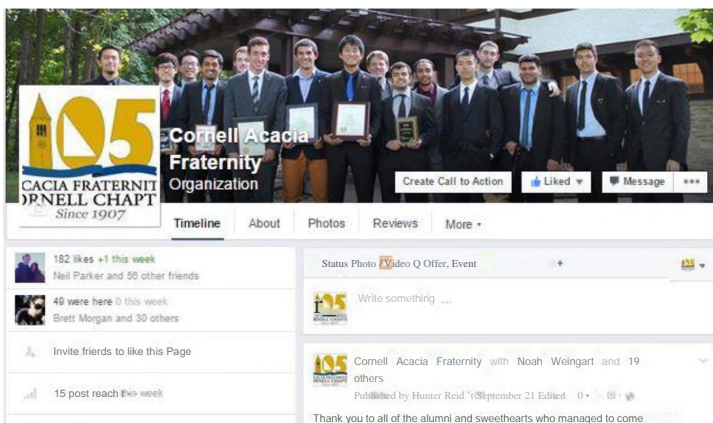 105
CACIA FRATERNIT
ORNELL CHAPT
Since 1907
Cornell Acacia
Fraternity
Organization
Create Call to Action
Liked
Message
Timeline
About
Photos
Reviews
More
182 likes +1 this week
Neil Parker and 56 other friends
49 were here 0 this week
Brett Morgan and 30 others
Invite frierds to like this Page
15 post reach this week
Status Photo / Video Q Offer, Event +
Write something ...
Cornell Acacia Fraternity with Noah Weingart and 19
others
Published by Hunter Reid September 21 Edited
Thank you to all of the alumni and sweethearts who managed to come